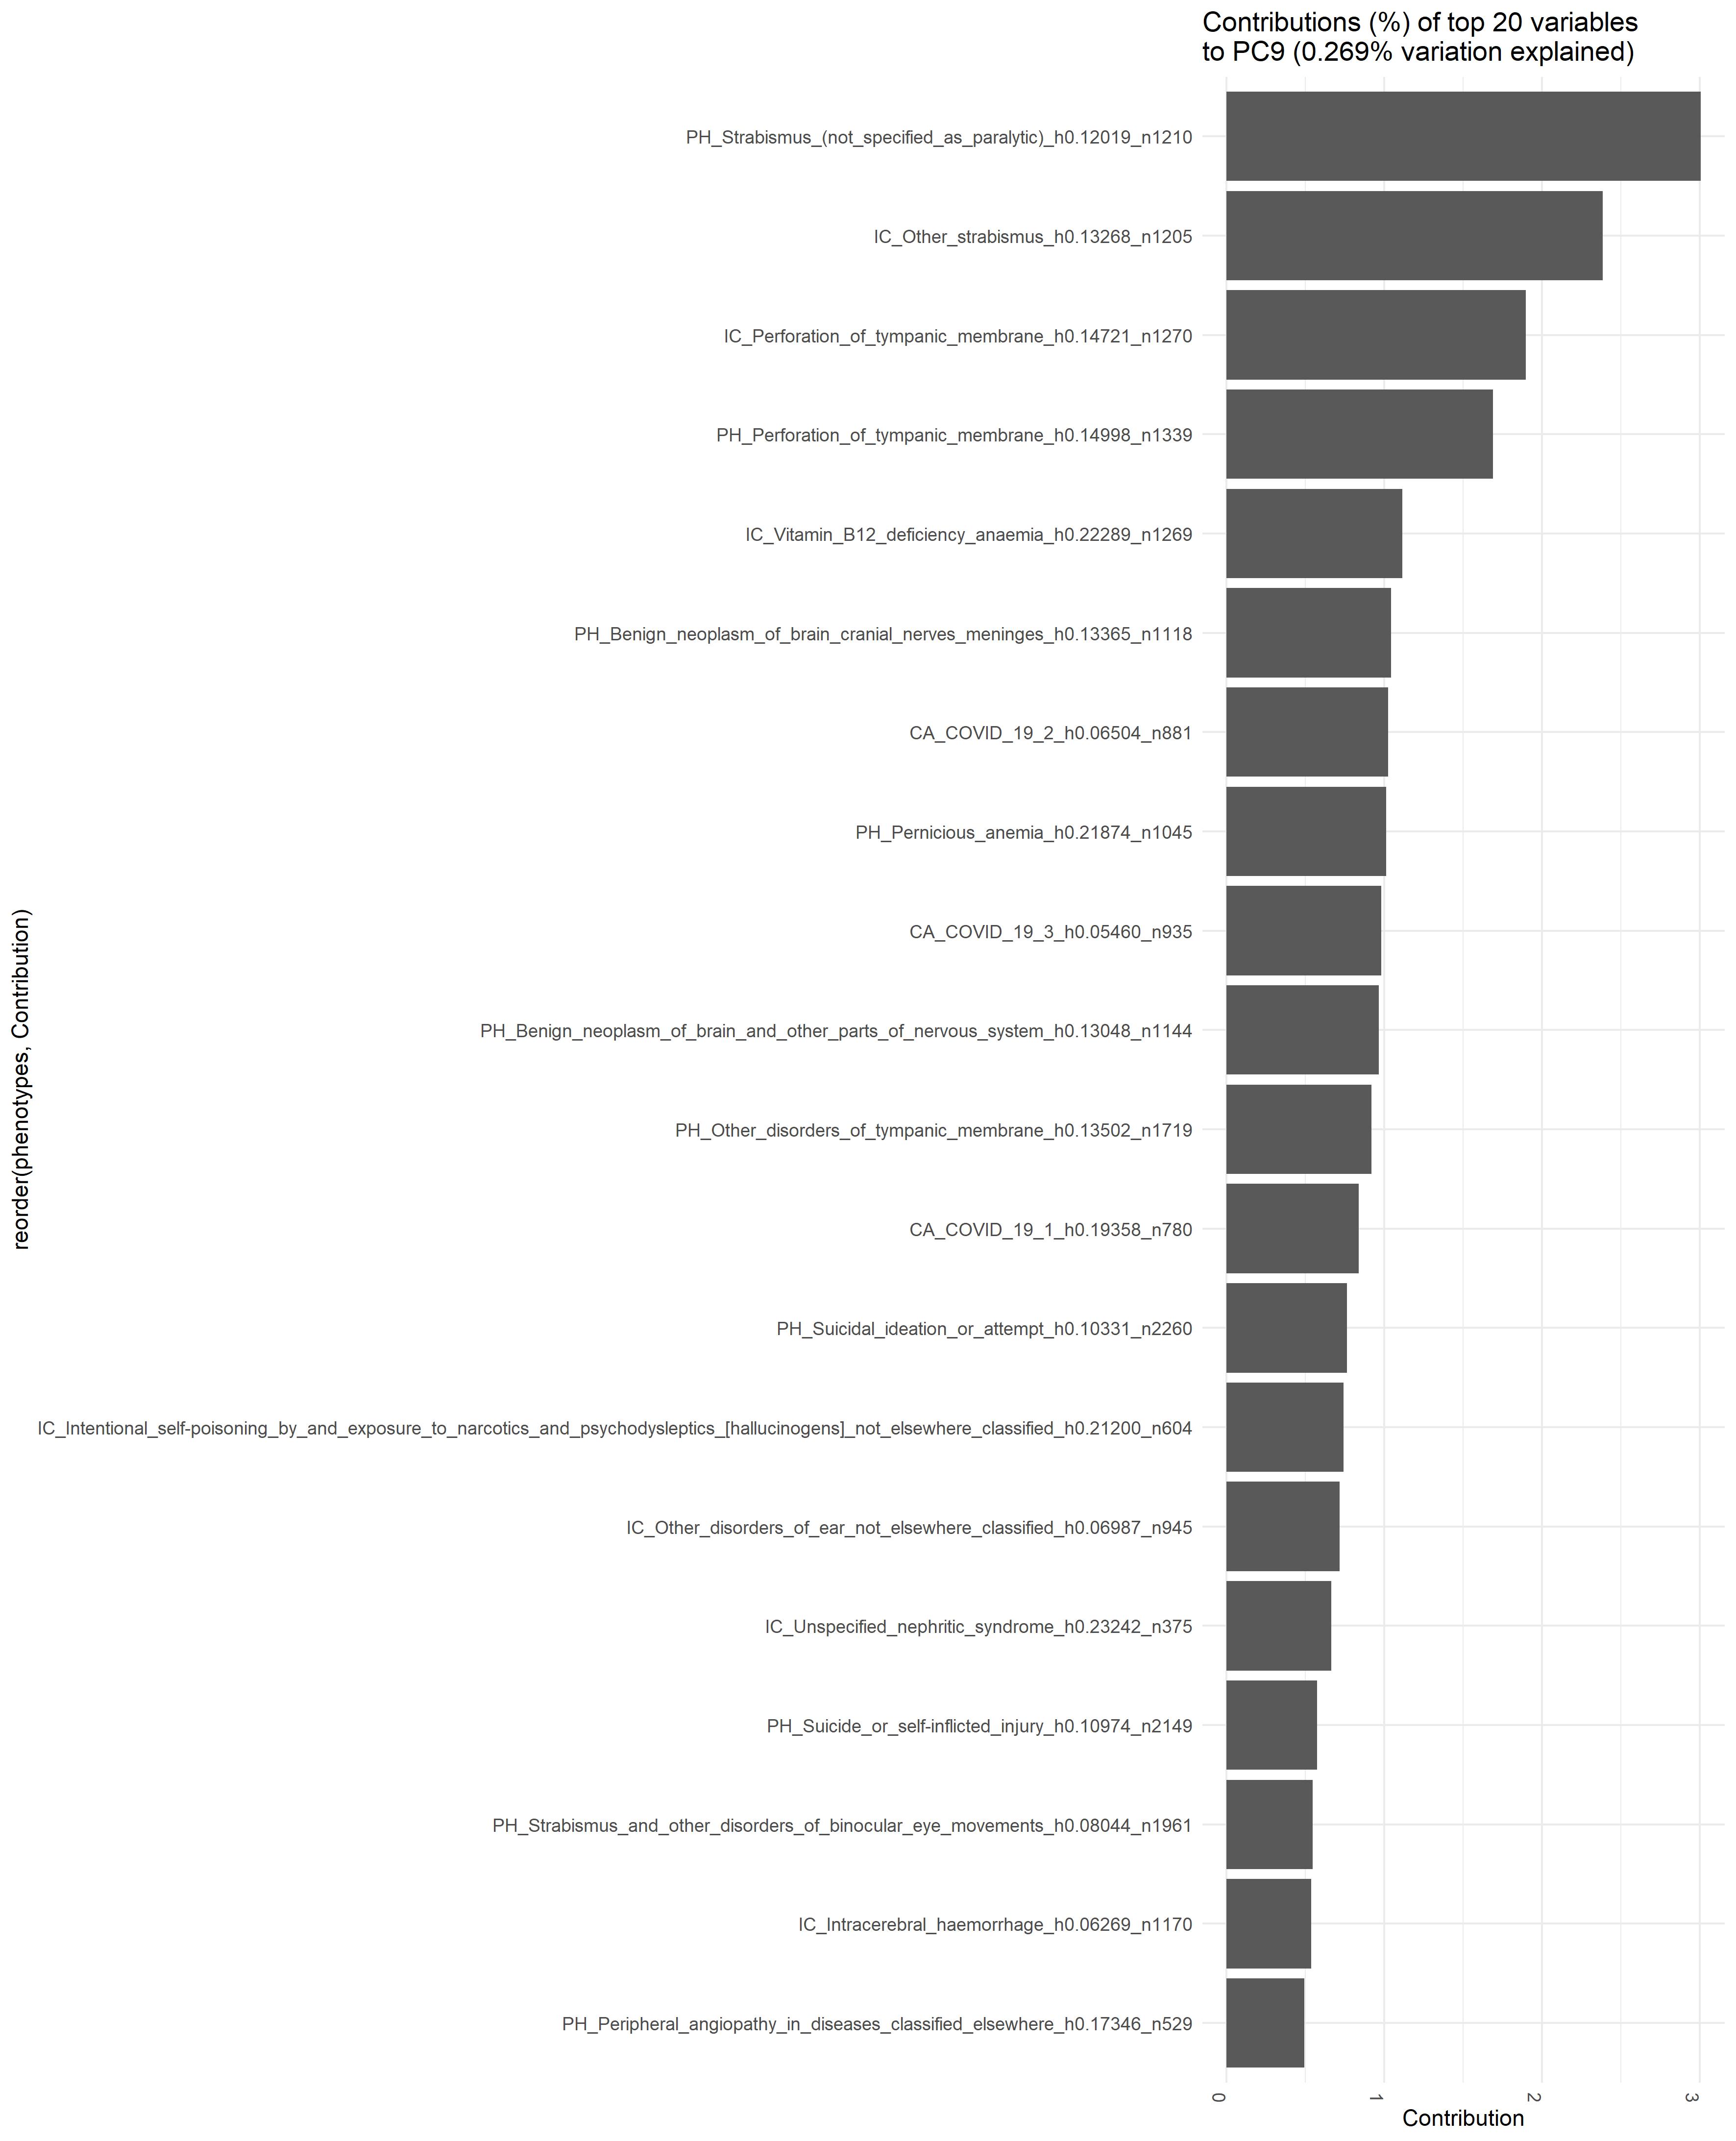 Contributions (%) of top 20 variables
to PC9 (0.269% variation explained)
PH_Strabismus_(not_specified_as_paralytic)_h0.12019_n1210
IC_Other_strabismus_h0.13268_n1205
IC_Perforation_of_tympanic_membrane_h0.14721_n1270
PH_Perforation_of_tympanic_membrane_h0.14998_n1339
IC_Vitamin_B12_deficiency_anaemia_h0.22289_n1269
PH_Benign_neoplasm_of_brain_cranial_nerves_meninges_h0.13365_n1118
CA_COVID_19_2_h0.06504_n881
PH_Pernicious_anemia_h0.21874_n1045
CA_COVID_19_3_h0.05460_n935
PH_Benign_neoplasm_of_brain_and_other_parts_of_nervous_system_h0.13048_n1144
PH_Other_disorders_of_tympanic_membrane_h0.13502_n1719
CA_COVID_19_1_h0.19358_n780
PH_Suicidal_ideation_or_attempt_h0.10331_n2260
IC_Intentional_self-poisoning_by_and_exposure_to_narcotics_and_psychodysleptics_[hallucinogens]_not_elsewhere_classified_h0.21200_n604
IC_Other_disorders_of_ear_not_elsewhere_classified_h0.06987_n945
IC_Unspecified_nephritic_syndrome_h0.23242_n375
PH_Suicide_or_self-inflicted_injury_h0.10974_n2149
PH_Strabismus_and_other_disorders_of_binocular_eye_movements_h0.08044_n1961
IC_Intracerebral_haemorrhage_h0.06269_n1170
PH_Peripheral_angiopathy_in_diseases_classified_elsewhere_h0.17346_n529
reorder(phenotypes, Contribution)
0 1 2 3
Contribution